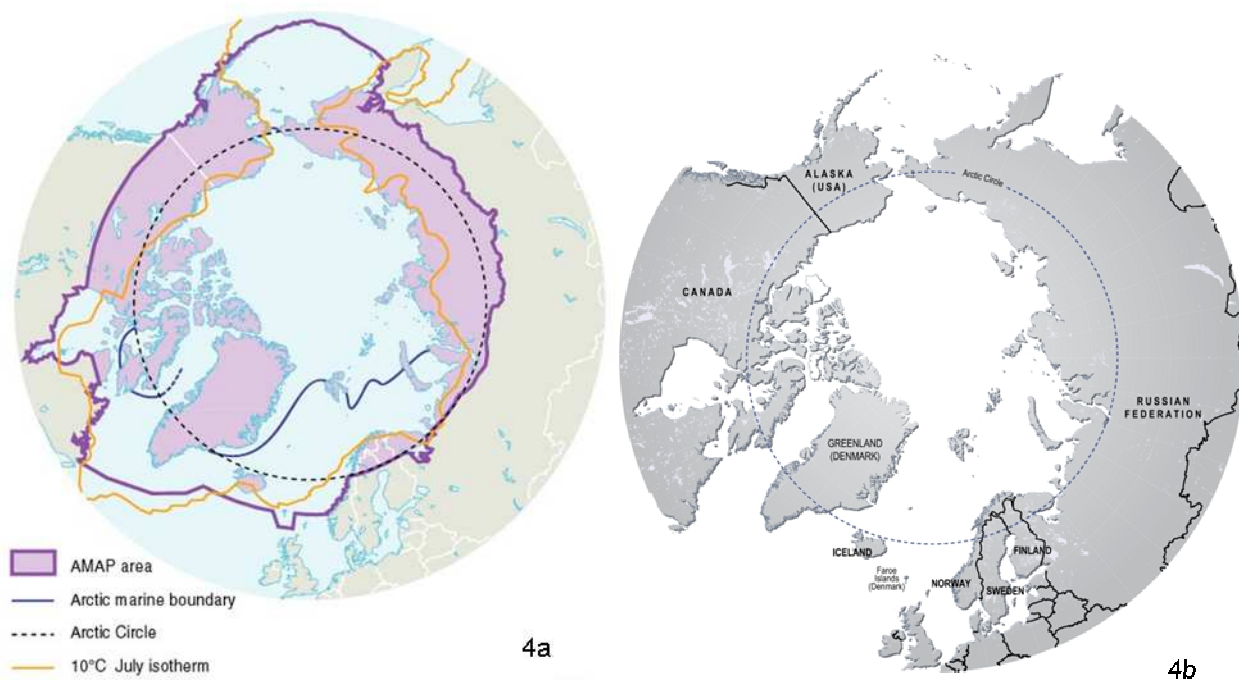 AMAP area
Arctic marine boundary
Arctic Circle
10°C July isotherm
4a
ALASKA
(USA)
Arctic Circle
CANADA
RUSSIAN
FEDERATION
GREENLAND
(DENMARK)
ICELAND
Faroe
Islands
(Denmark)
NORWAY
SWEDEN
FINLAND
4b